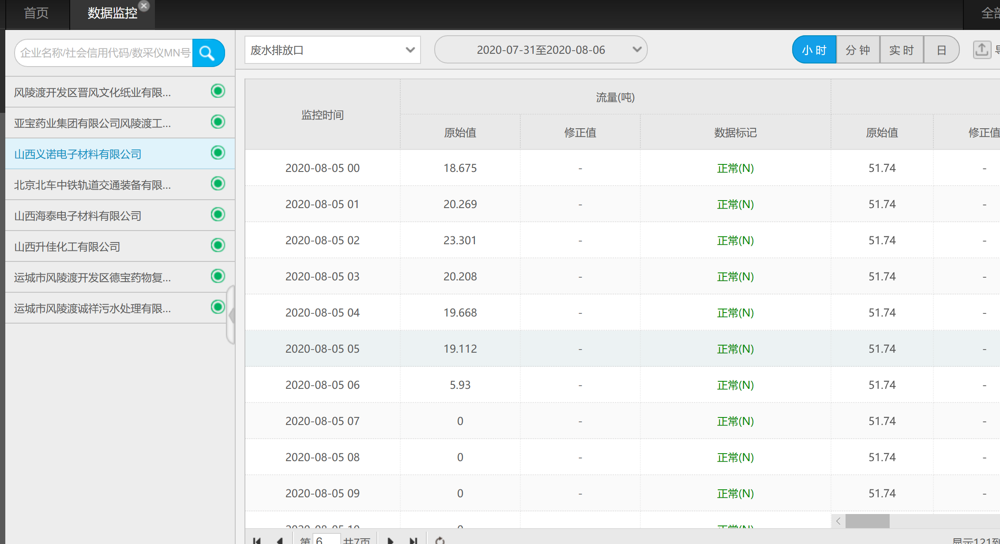 首页
数据监控
企业名称/社会信用代码/数采仪MN号
废水排放口
2020-07-31至2020-08-06
小时
分钟
实时
日
风陵渡开发区晋风文化纸业有限...
亚宝药业集团有限公司风陵渡工...
山西义诺电子材料有限公司
北京北车中铁轨道交通装备有限...
山西海泰电子材料有限公司
山西升佳化工有限公司
运城市风陵渡开发区德宝药物复...
运城市风陵渡诚祥污水处理有限...
监控时间
流量(吨)
原始值 修正值 数据标记 原始值 修正值
2020-08-05 00 18.675 - 正常(N) 51.74 -
2020-08-05 01 20.269 - 正常(N) 51.74 -
2020-08-05 02 23.301 - 正常(N) 51.74 -
2020-08-05 03 20.208 - 正常(N) 51.74 -
2020-08-05 04 19.668 - 正常(N) 51.74 -
2020-08-05 05 19.112 - 正常(N) 51.74 -
2020-08-05 06 5.93 - 正常(N) 51.74 -
2020-08-05 07 0 - 正常(N) 51.74 -
2020-08-05 08 0 - 正常(N) 51.74 -
2020-08-05 09 0 - 正常(N) 51.74 -
第 6 共7页
显示121到